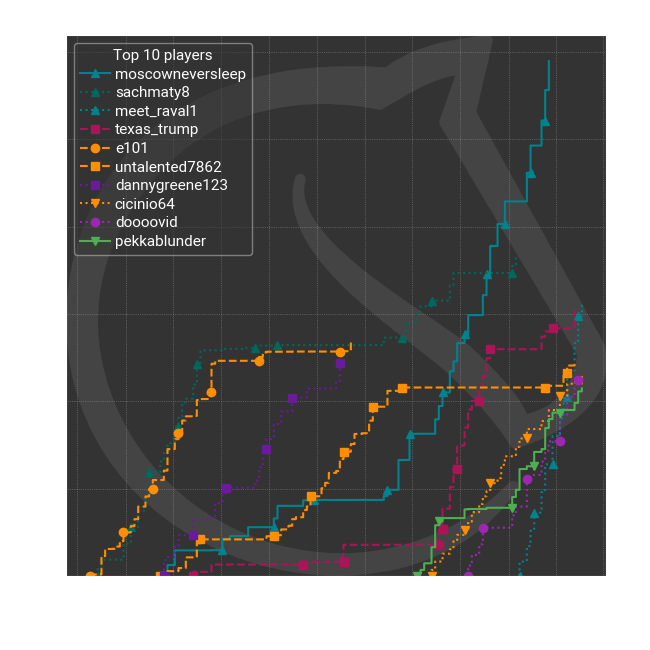 Top 10 players
moscowneversleep
sachmaty8
meet_raval1
texas_trump
e101
untalented7862
dannygreene123
cicinio64
doooovid
pekkablunder